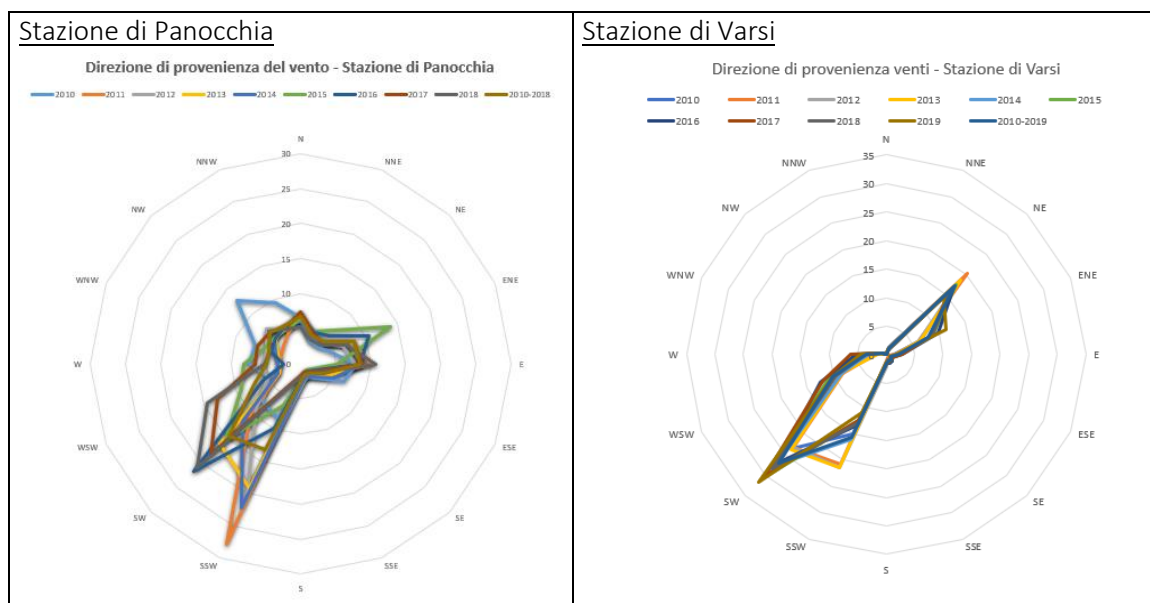 Stazione di Panocchia
Direzione di provenienza del vento - Stazione di Panocchia
2010 2011 2012 2013 2014 2015 2016 2017 2018 2010-2018
N
NNE
NE
ENE
E
ESE
SE
SSE
S
SSW
SW
WSW
W
WNW
NW
NNW
30
25
20
15
10
0
Stazione di Varsi
Direzione di provenienza venti - Stazione di Varsi
2010 2011 2012 2013 2014 2015
2016 2017 2018 2019 2010-2019
N
NNE
NE
ENE
E
ESE
SE
SSE
S
SSW
SW
WSW
W
WNW
NW
NNW
35
30
25
20
15
10
5